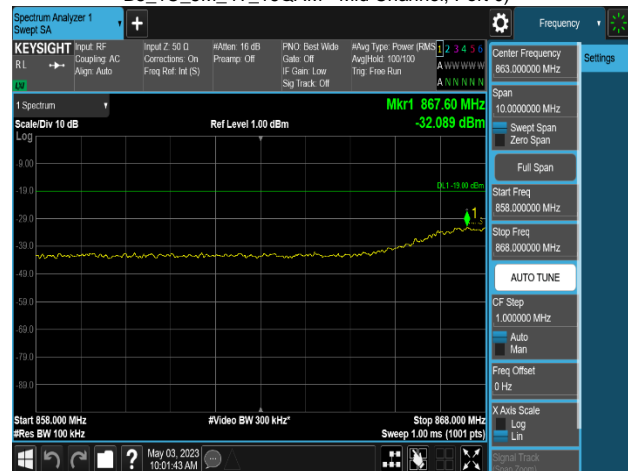 Spectrum Analyzer 1
Swept SA
Frequency
KEYSIGHT
RL
Input: RF
Coupling: AC
Align: Auto
Input Z: 50 Ω
Corrections: On
Freq Ref: Int (S)
#Atten: 16 dB
Preamp: Off
PNO: Best Wide
Gate: Off
IF Gain: Low
Sig Track: Off
#Avg Type: Power (RMS
Avg|Hold: 100/100
Trig: Free Run
1 2 3 4 5 6
A W W W W W
A N N N N N
1 Spectrum
Scale/Div 10 dB
Log
Ref Level 1.00 dBm
Mkr1 867.60 MHz
-32.089 dBm
DL1 -19.00 dBm
1
-9.00
-19.0
-29.0
-39.0
-49.0
-59.0
-69.0
-79.0
-89.0
Start 858.000 MHz
#Res BW 100 kHz
#Video BW 300 kHz*
Stop 868.000 MHz
Sweep 1.00 ms (1001 pts)
May 03, 2023
10:01:43 AM
Center Frequency
863.000000 MHz
Settings
Span
10.0000000 MHz
Swept Span
Zero Span
Full Span
Start Freq
858.000000 MHz
Stop Freq
868.000000 MHz
AUTO TUNE
CF Step
1.000000 MHz
Auto
Man
Freq Offset
0 Hz
X Axis Scale
Log
Lin
Signal Track
(Span Zoom)